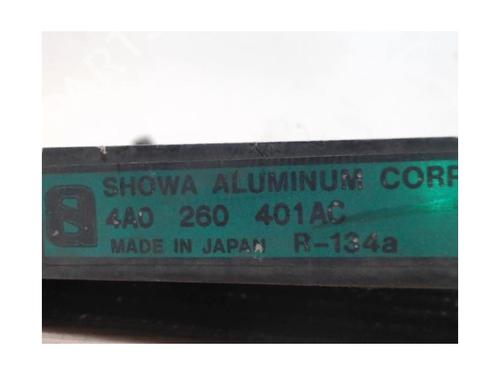 SHOWA ALUMINUM CORP
4A0 260 401AC
MADE IN JAPAN R-134a